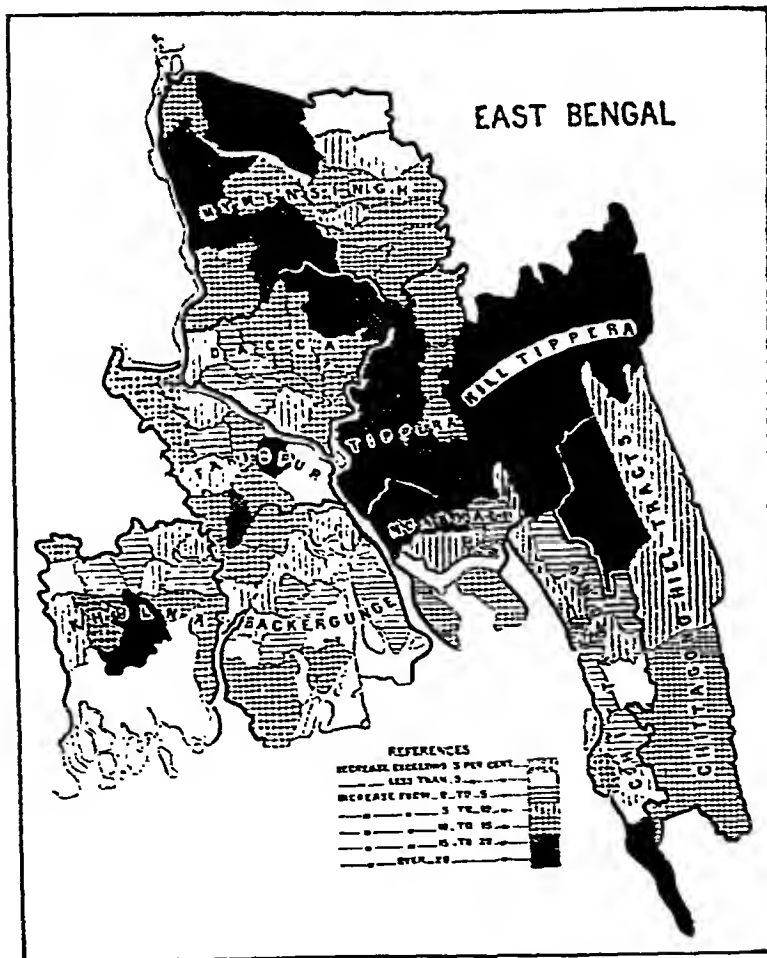 EAST BENGAL
MYMENSINGH
DACCA
HILL TIPPERA
TIPPERA
FARIDPUR
NOAKHALI
HILL TRACTS
KHULNA
BACKERGUNGE
CHITTAGONG
REFERENCES
DECREASE EXCEEDING 5 PER CENT
LESS THAN 5
INCREASE FROM 0 TO 5
5 TO 10
10 TO 15
15 TO 20
OVER 20